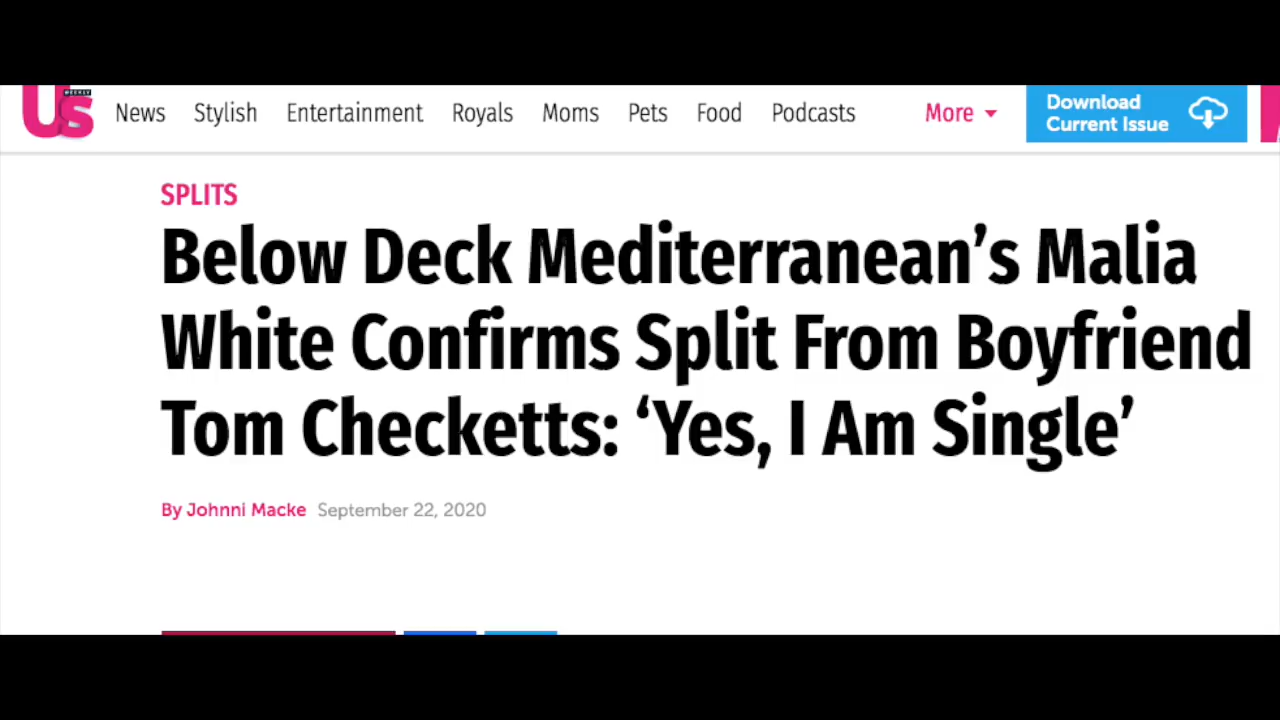 Us WEEKLY News Stylish Entertainment Royals Moms Pets Food Podcasts More Download
Current Issue
SPLITS
Below Deck Mediterranean’s Malia
White Confirms Split From Boyfriend
Tom Checketts: ‘Yes, I Am Single’
By Johnni Macke September 22, 2020